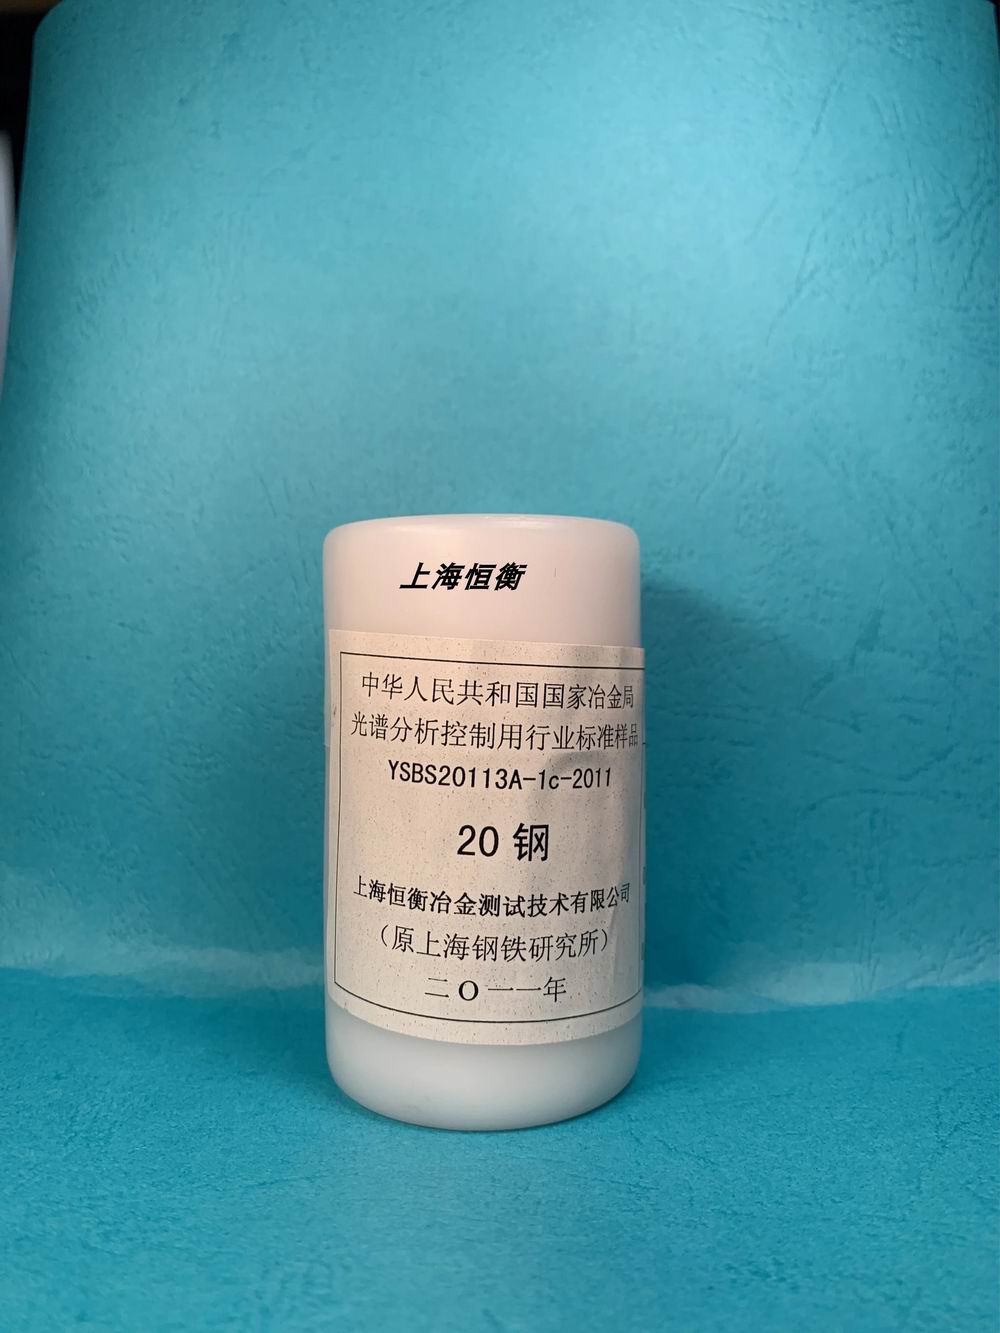 上海恒衡
中华人民共和国国家冶金局
光谱分析控制用行业标准样品
YSBS20113A-1c-2011
20 钢
上海恒衡冶金测试技术有限公司
（原上海钢铁研究所）
二O一一年